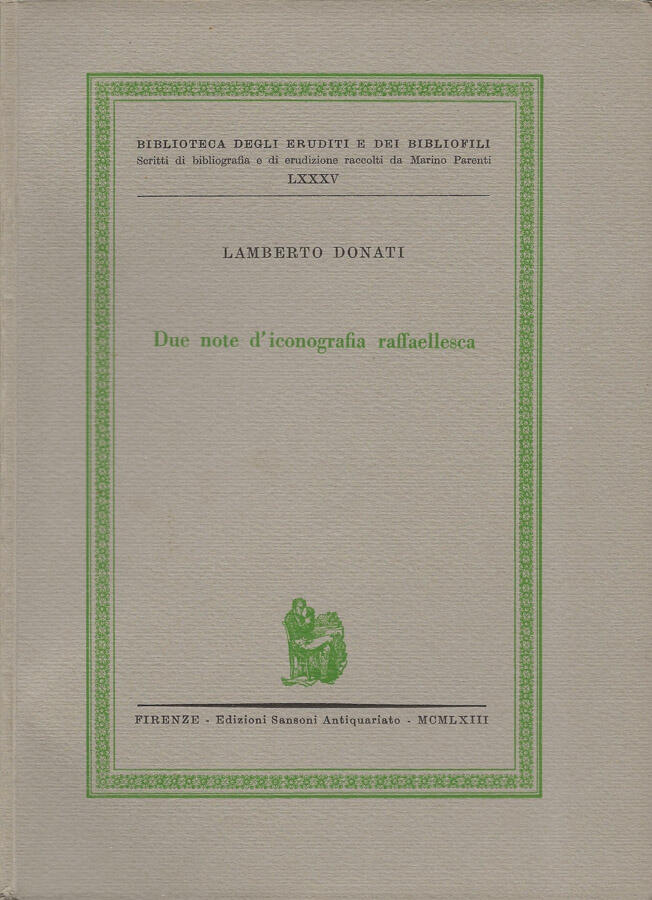 BIBLIOTECA DEGLI ERUDITI E DEI BIBLIOFILI
Scritti di bibliografia e di erudizione raccolti da Marino Parenti
LXXXV
LAMBERTO DONATI
Due note d'iconografia raffaellesca
FIRENZE - Edizioni Sansoni Antiquariato - MCMLXIII